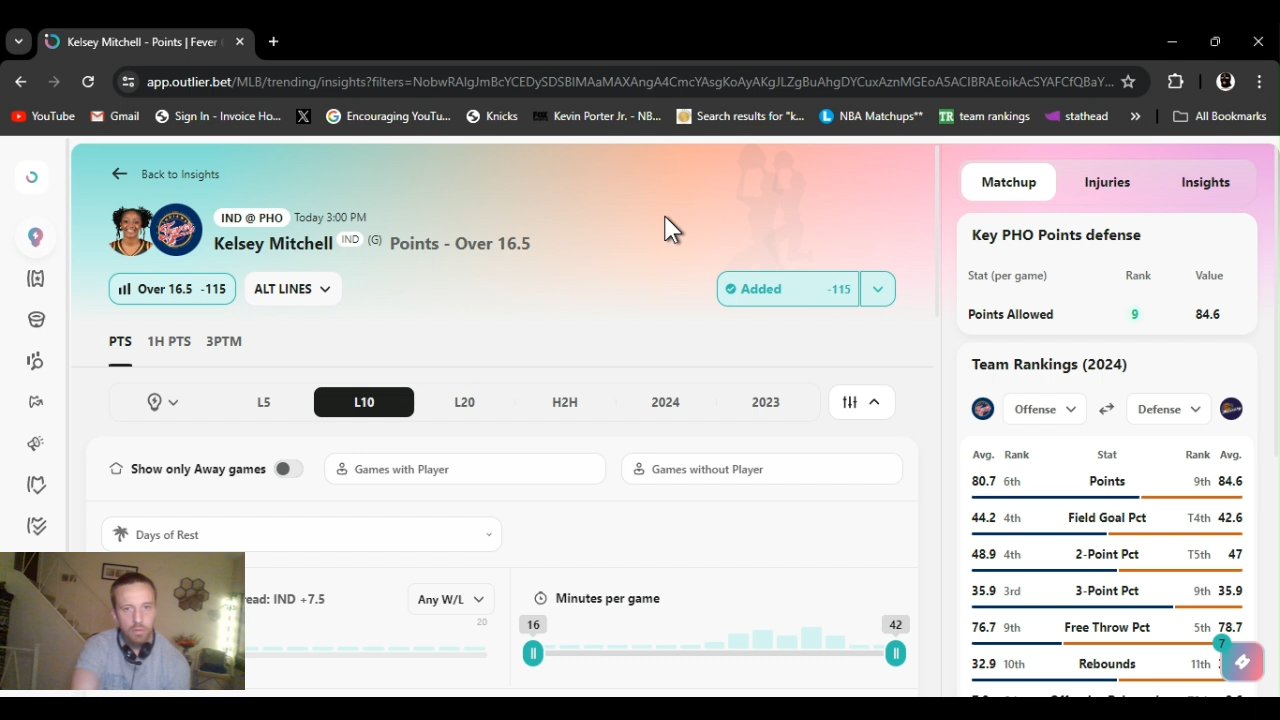 Kelsey Mitchell - Points | Fever
app.outlier.bet/MLB/trending/insights?filters=NobwRAlgJmBcYCEDySDSBIMAaMAXAngA4CmcYAsgKoAyAKgJLZgBuAhgDYCuxAznMGEoA5ACIBRAEoikAcSYAFCfQBaY...
YouTube Gmail Sign In - Invoice Ho... Encouraging YouTu... Knicks Kevin Porter Jr. - NB... Search results for "k... NBA Matchups** TR team rankings stathead » All Bookmarks
Back to Insights
IND @ PHO Today 3:00 PM
Kelsey Mitchell IND (G) Points - Over 16.5
Over 16.5 -115 ALT LINES
Added -115
PTS 1H PTS 3PTM
L5 L10 L20 H2H 2024 2023
Show only Away games Games with Player Games without Player
Days of Rest
ead: IND +7.5 Any W/L
20
Minutes per game
16 42
Matchup Injuries Insights
Key PHO Points defense
Stat (per game) Rank Value
Points Allowed 9 84.6
Team Rankings (2024)
Offense Defense
Avg. Rank Stat Rank Avg.
80.7 6th Points 9th 84.6
44.2 4th Field Goal Pct T4th 42.6
48.9 4th 2-Point Pct T5th 47
35.9 3rd 3-Point Pct 9th 35.9
76.7 9th Free Throw Pct 5th 78.7
7
32.9 10th Rebounds 11th